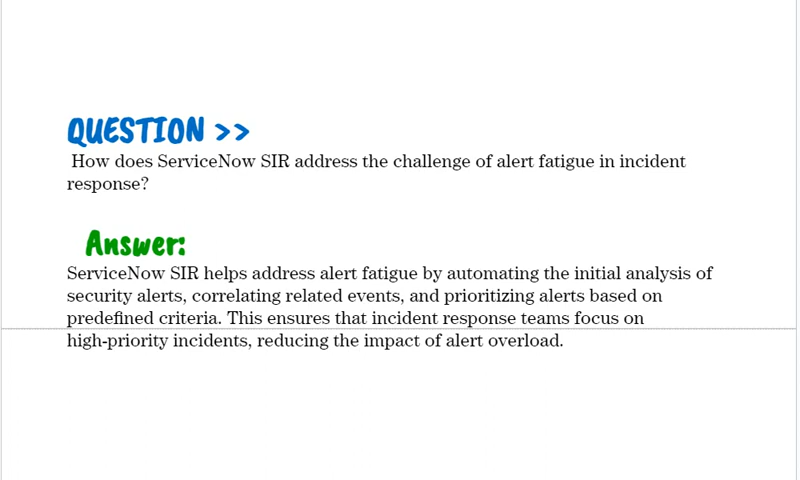 QUESTION >>
How does ServiceNow SIR address the challenge of alert fatigue in incident
response?
Answer:
ServiceNow SIR helps address alert fatigue by automating the initial analysis of
security alerts, correlating related events, and prioritizing alerts based on
predefined criteria. This ensures that incident response teams focus on
high-priority incidents, reducing the impact of alert overload.